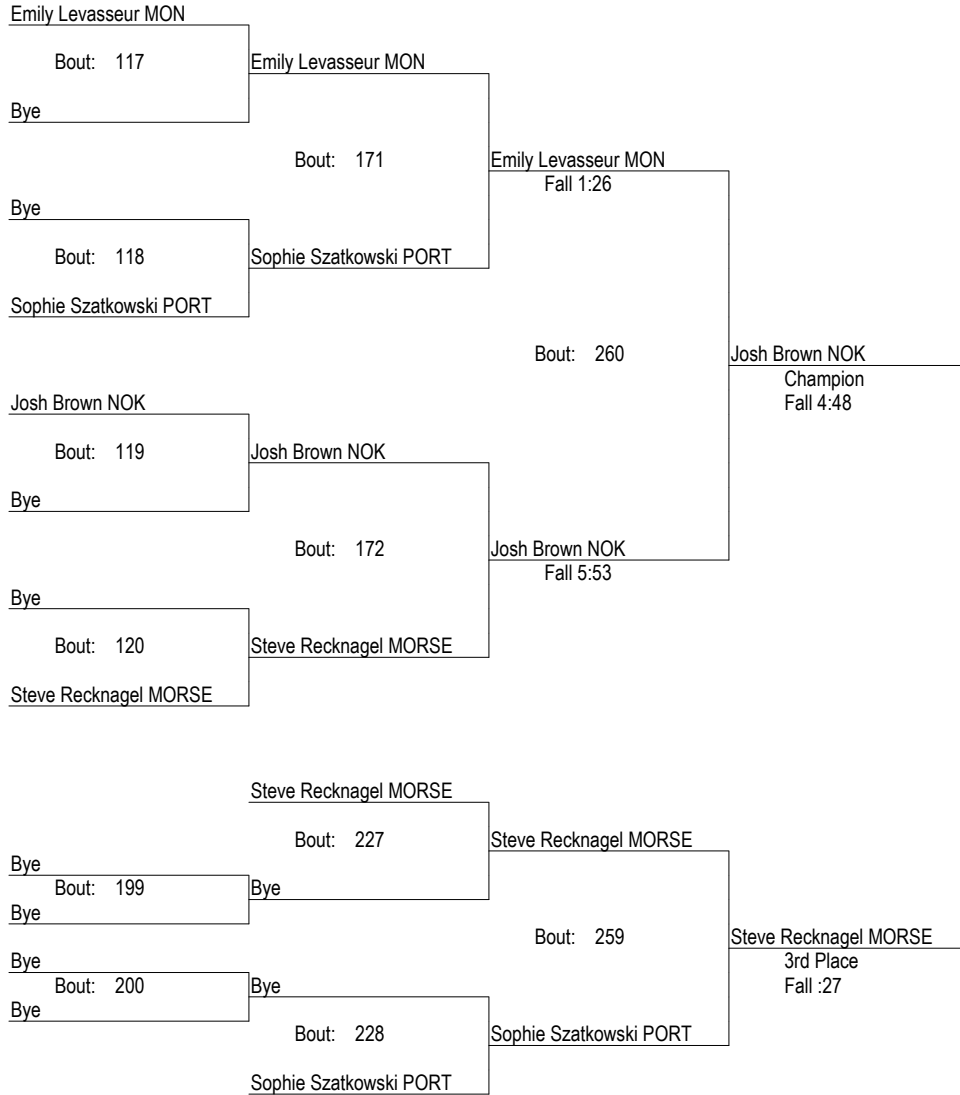 Emily Levasseur MON
Bout: 117
Emily Levasseur MON
Bye
Bout: 171
Emily Levasseur MON
Fall 1:26
Bye
Bout: 118
Sophie Szatkowski PORT
Sophie Szatkowski PORT
Bout: 260
Josh Brown NOK
Champion
Fall 4:48
Josh Brown NOK
Bout: 119
Josh Brown NOK
Bye
Bout: 172
Josh Brown NOK
Fall 5:53
Bye
Bout: 120
Steve Recknagel MORSE
Steve Recknagel MORSE
Steve Recknagel MORSE
Bout: 227
Steve Recknagel MORSE
Bye
Bout: 199
Bye
Bye
Bout: 259
Steve Recknagel MORSE
3rd Place
Fall :27
Bye
Bout: 200
Bye
Bye
Bout: 228
Sophie Szatkowski PORT
Sophie Szatkowski PORT